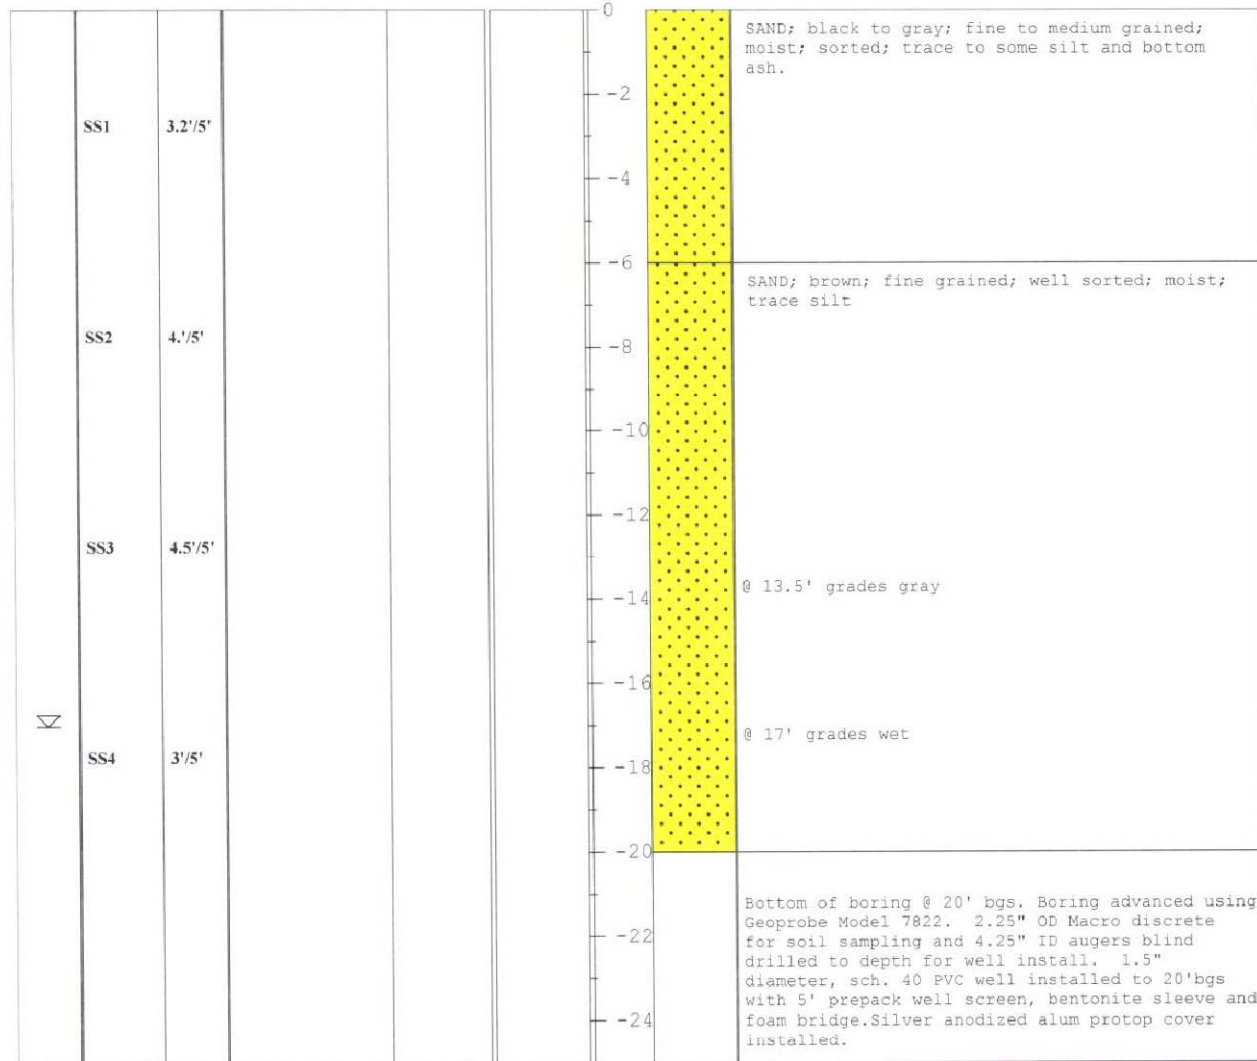 0
SAND; black to gray; fine to medium grained;
moist; sorted; trace to some silt and bottom
ash.
-2
SS1 3.2'/5'
-4
-6
SAND; brown; fine grained; well sorted; moist;
trace silt
SS2 4.'/5'
-8
-10
-12
SS3 4.5'/5'
@ 13.5' grades gray
-14
-16
@ 17' grades wet
SS4 3'/5'
-18
-20
Bottom of boring @ 20' bgs. Boring advanced using
Geoprobe Model 7822. 2.25" OD Macro discrete
for soil sampling and 4.25" ID augers blind
drilled to depth for well install. 1.5"
diameter, sch. 40 PVC well installed to 20'bgs
with 5' prepack well screen, bentonite sleeve and
foam bridge.Silver anodized alum protop cover
installed.
-22
-24